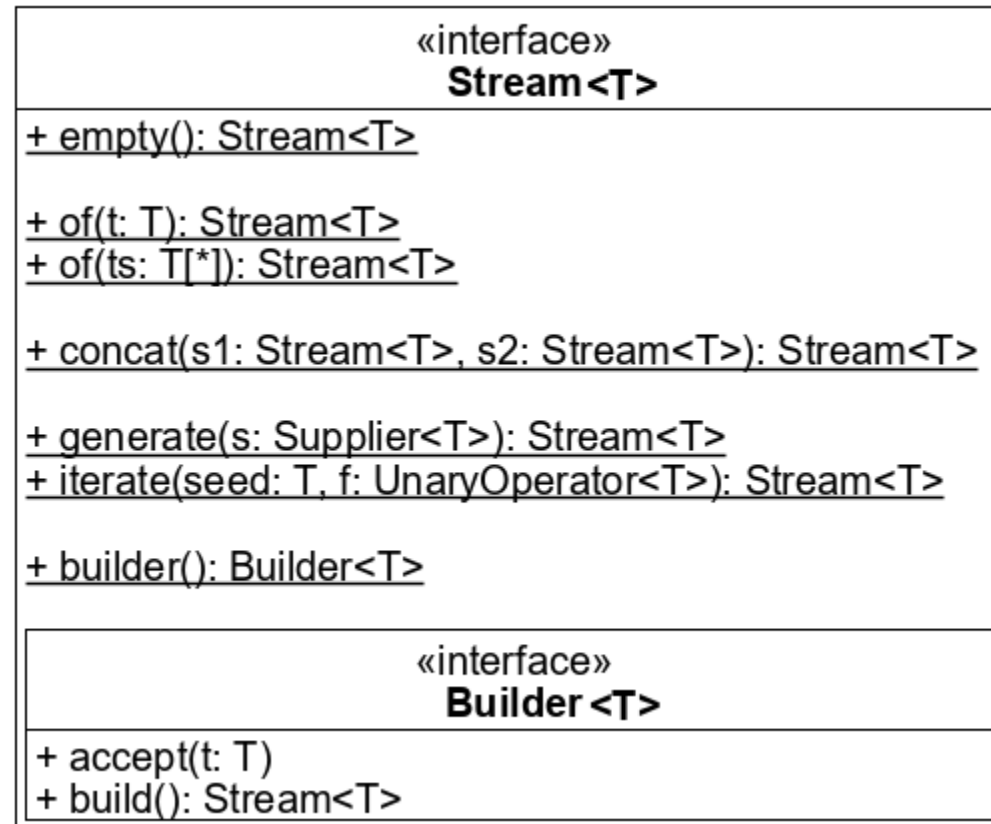 «interface»
Stream<T>
+ empty(): Stream<T>
+ of(t: T): Stream<T>
+ of(ts: T[*]): Stream<T>
+ concat(s1: Stream<T>, s2: Stream<T>): Stream<T>
+ generate(s: Supplier<T>): Stream<T>
+ iterate(seed: T, f: UnaryOperator<T>): Stream<T>
+ builder(): Builder<T>
«interface»
Builder<T>
+ accept(t: T)
+ build(): Stream<T>